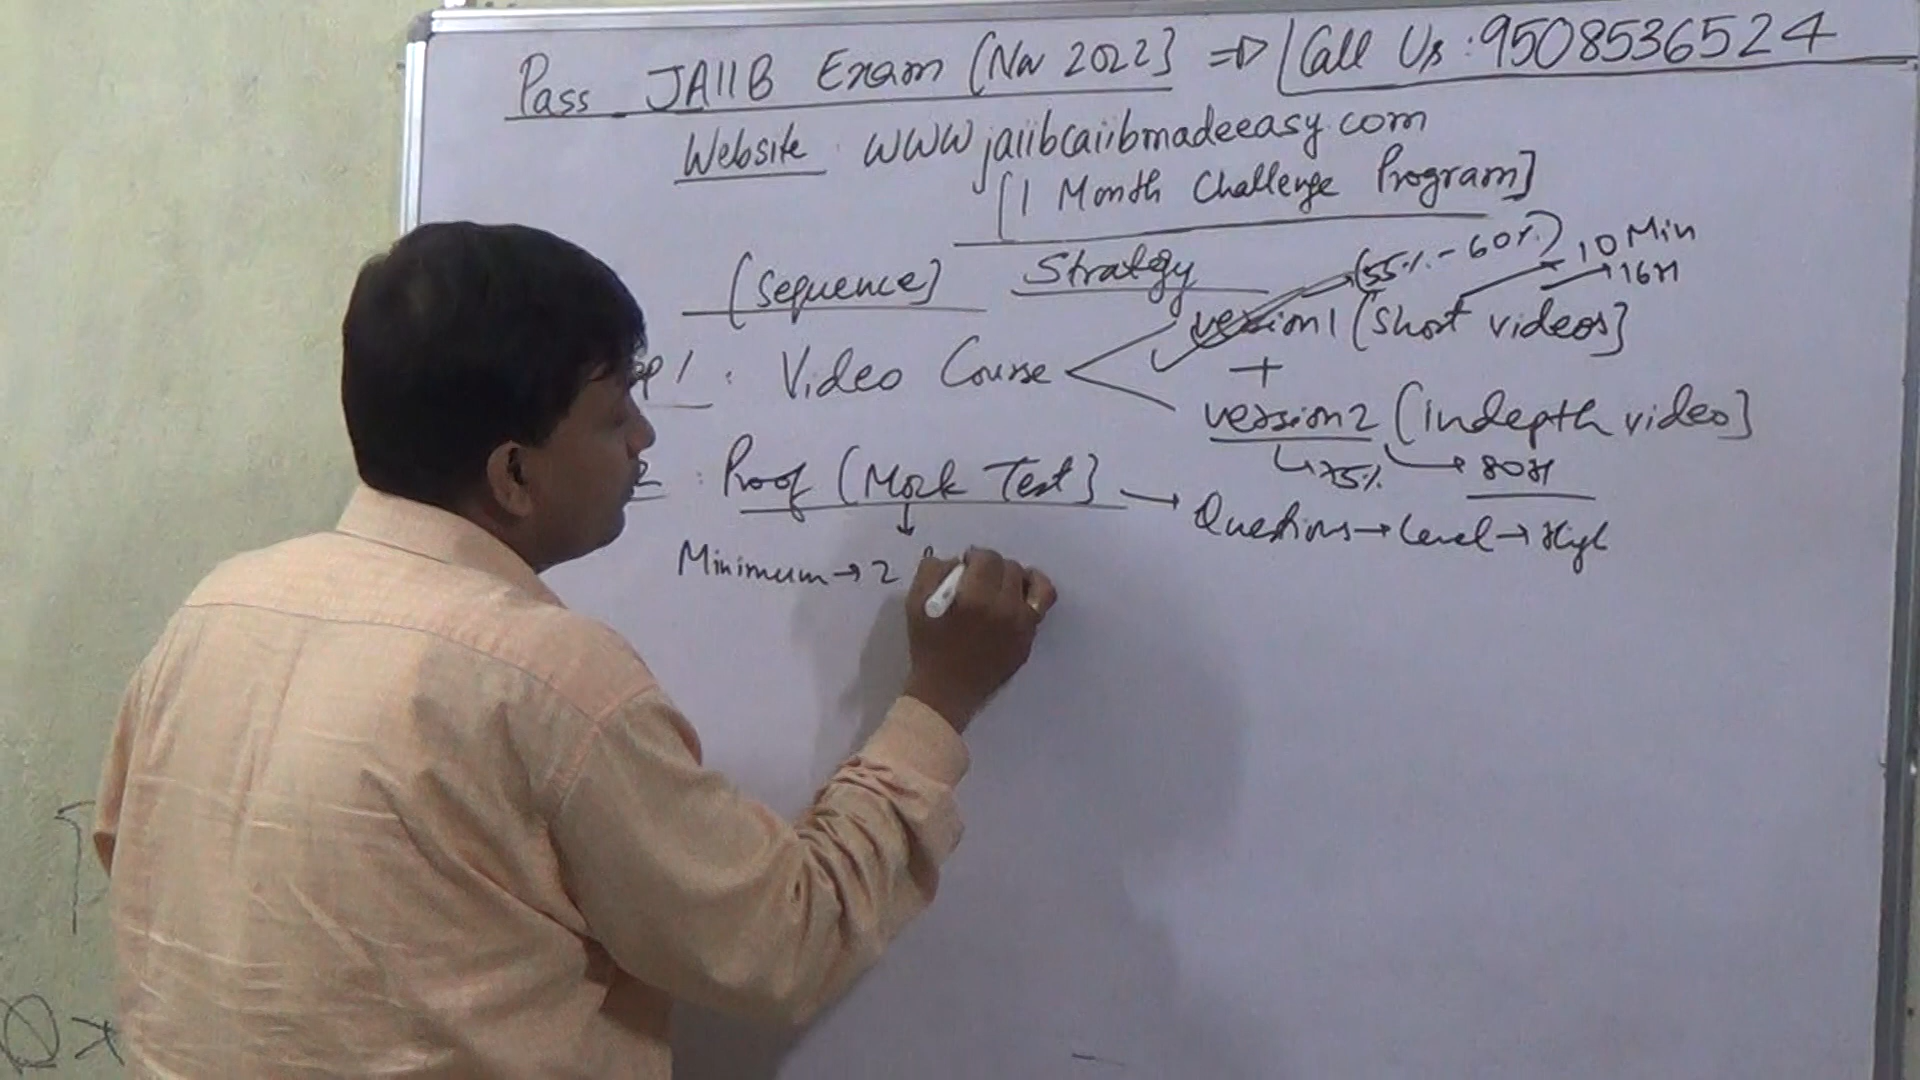 Pass JAIIB Exam (Nov 2022] ⇒ Call Us : 9508536524
Website www.jaiibcaiibmadeeasy.com
[1 Month Challenge Program]
(Sequence] Strategy
(55%-60%) 10 Min
16H
1 : Video Course version1 (Short videos]
+
version2 (indepth video]
75% → 80H
2 : Proof (Mock Test] → Questions → Level → High
Minimum → 2